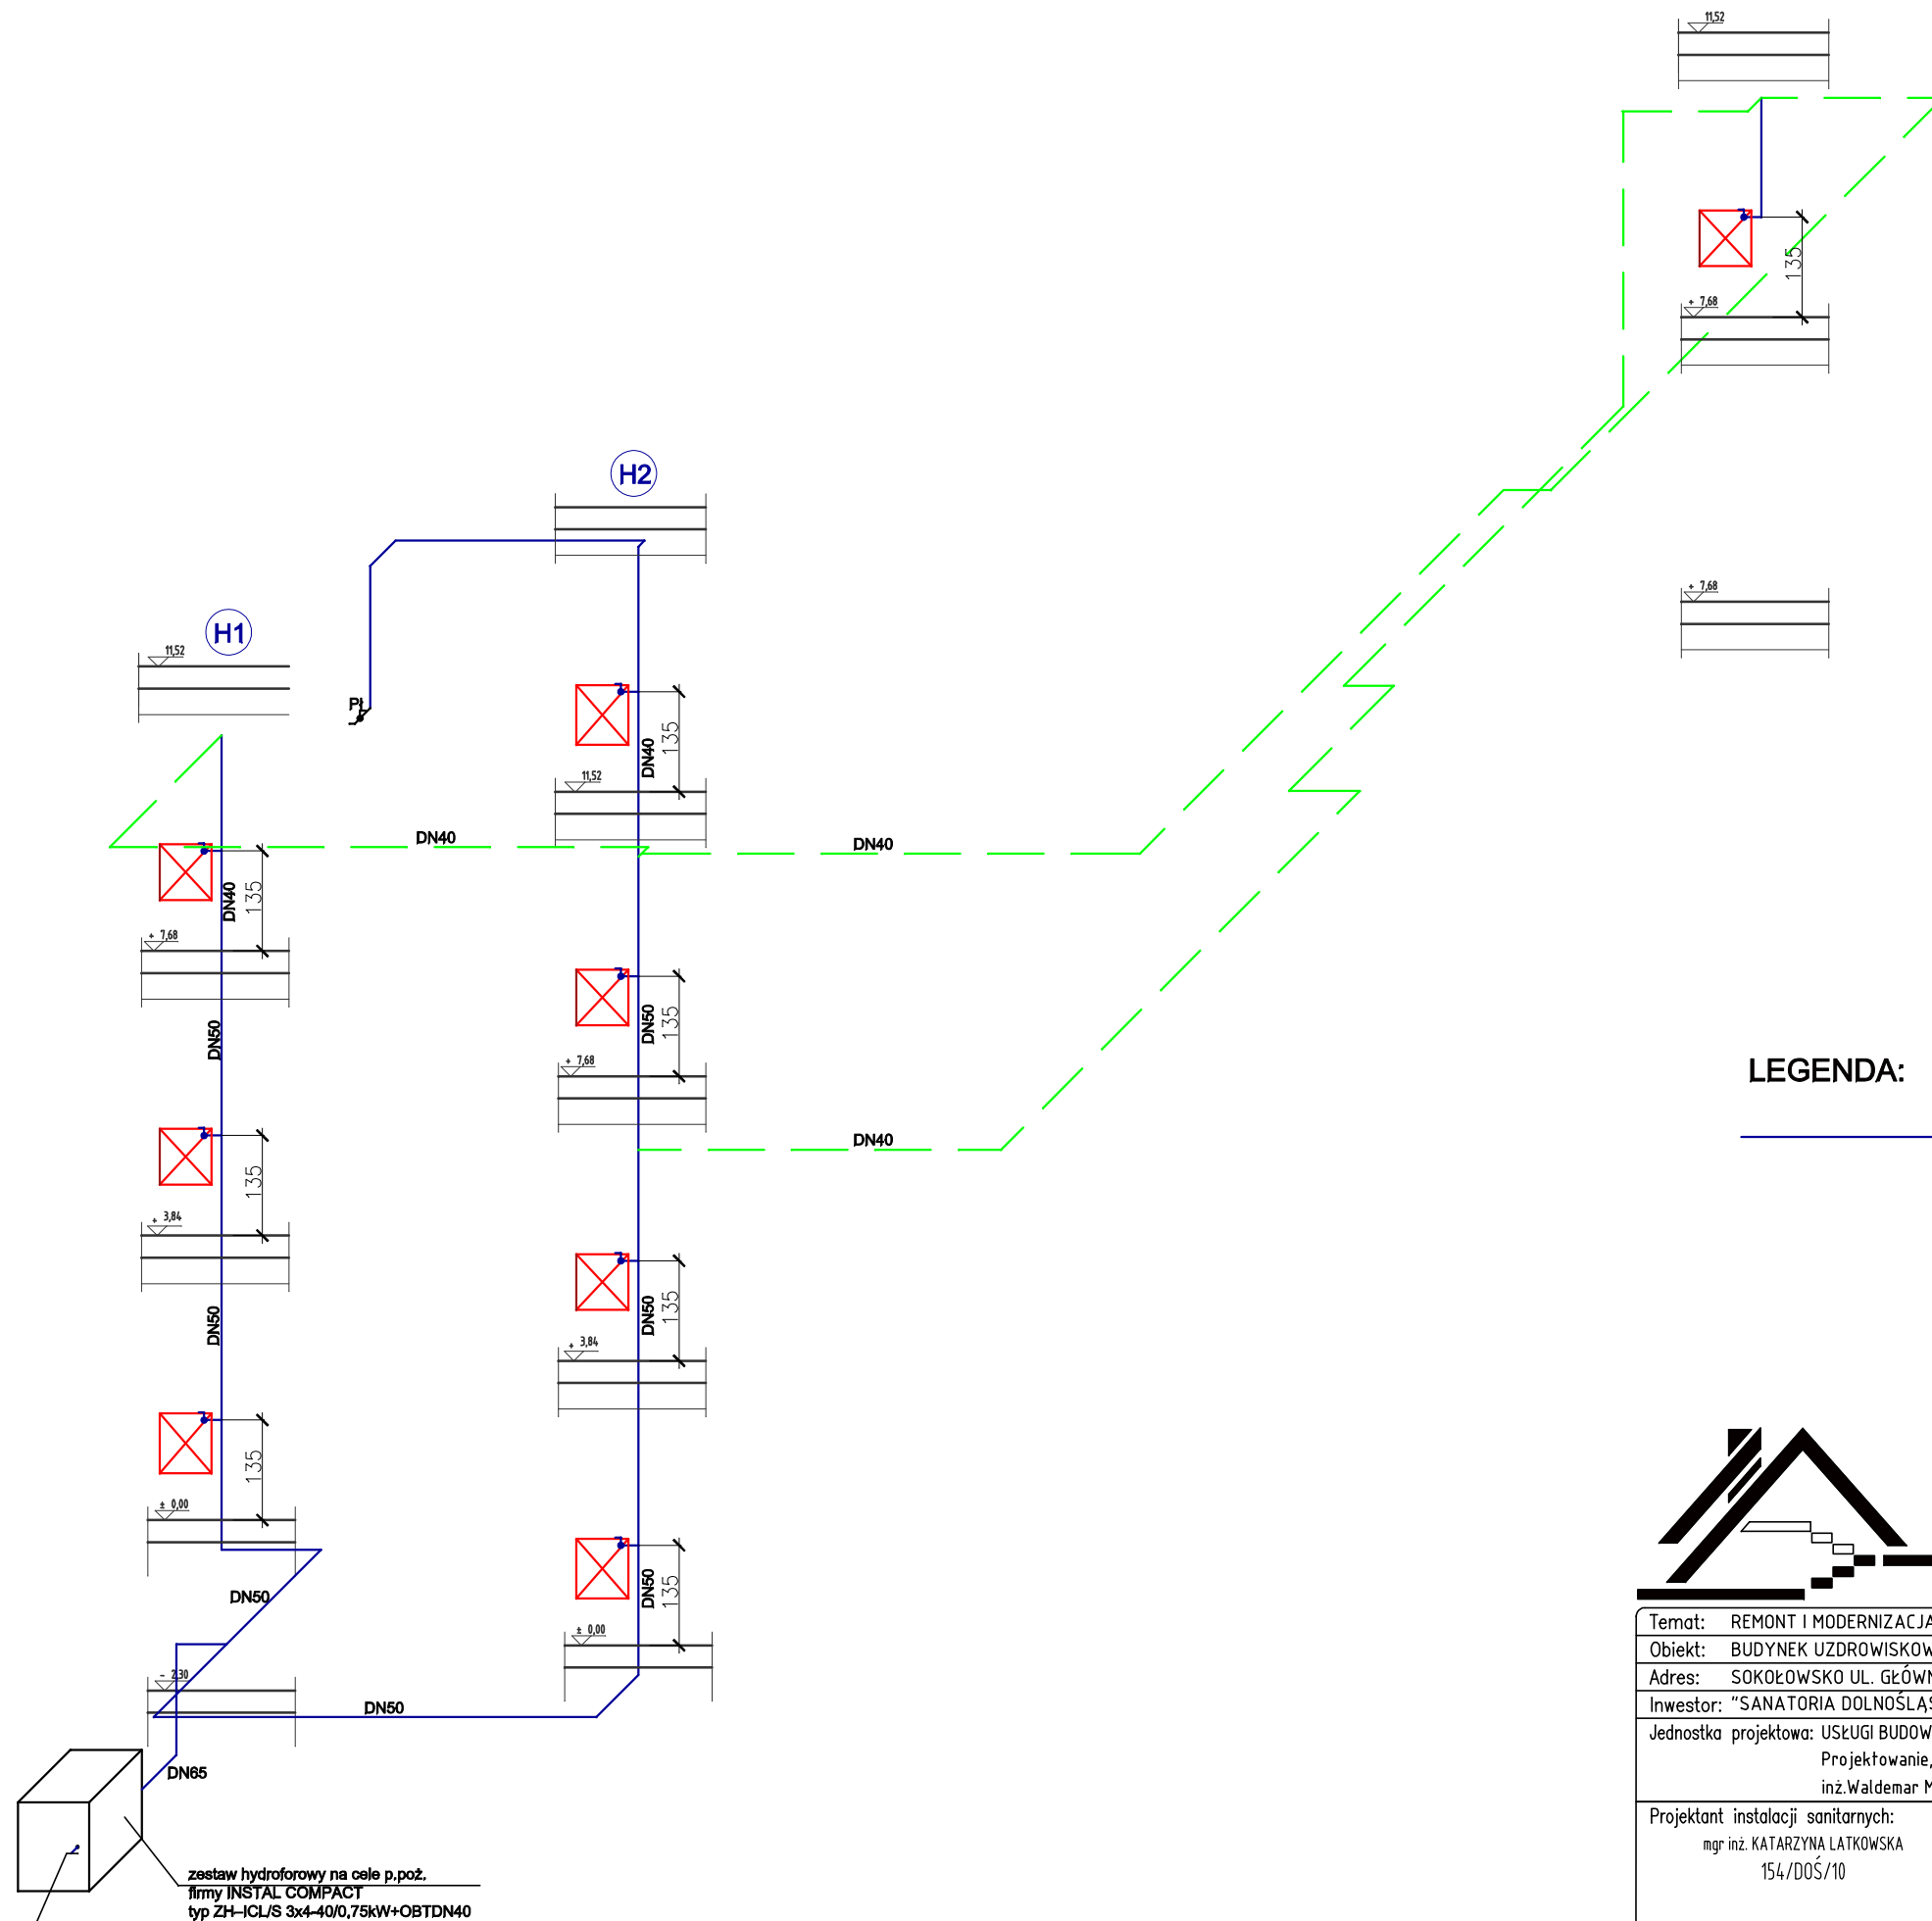 11,52
135
+ 7,68
+ 7,68
H2
H1
11,52
Pł
135
DN40
11,52
DN40
DN40
135
DN40
+ 7,68
DN50
135
DN50
+ 7,68
LEGENDA:
DN40
135
+ 3,84
DN50
135
DN50
+ 3,84
135
± 0,00
DN50
135
DN50
± 0,00
- 2,30
DN50
DN65
zestaw hydroforowy na cele p.poż.
firmy INSTAL COMPACT
typ ZH-ICL/S 3x4-40/0,75kW+OBTDN40
Temat: REMONT I MODERNIZACJA
Obiekt: BUDYNEK UZDROWISKOW
Adres: SOKOŁOWSKO UL. GŁÓWN
Inwestor: "SANATORIA DOLNOŚLĄS
Jednostka projektowa: USŁUGI BUDOW
Projektowanie,
inż.Waldemar M
Projektant instalacji sanitarnych:
mgr inż. KATARZYNA LATKOWSKA
154/DOŚ/10